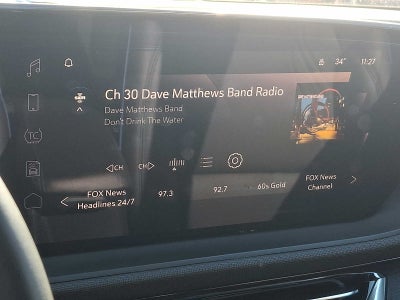 34°
11:27
Ch 30 Dave Matthews Band Radio
Dave Matthews Band
Don't Drink The Water
TC
CH
CH
FOX News
Headlines 24/7
97.3
92.7
60s Gold
FOX News
Channel